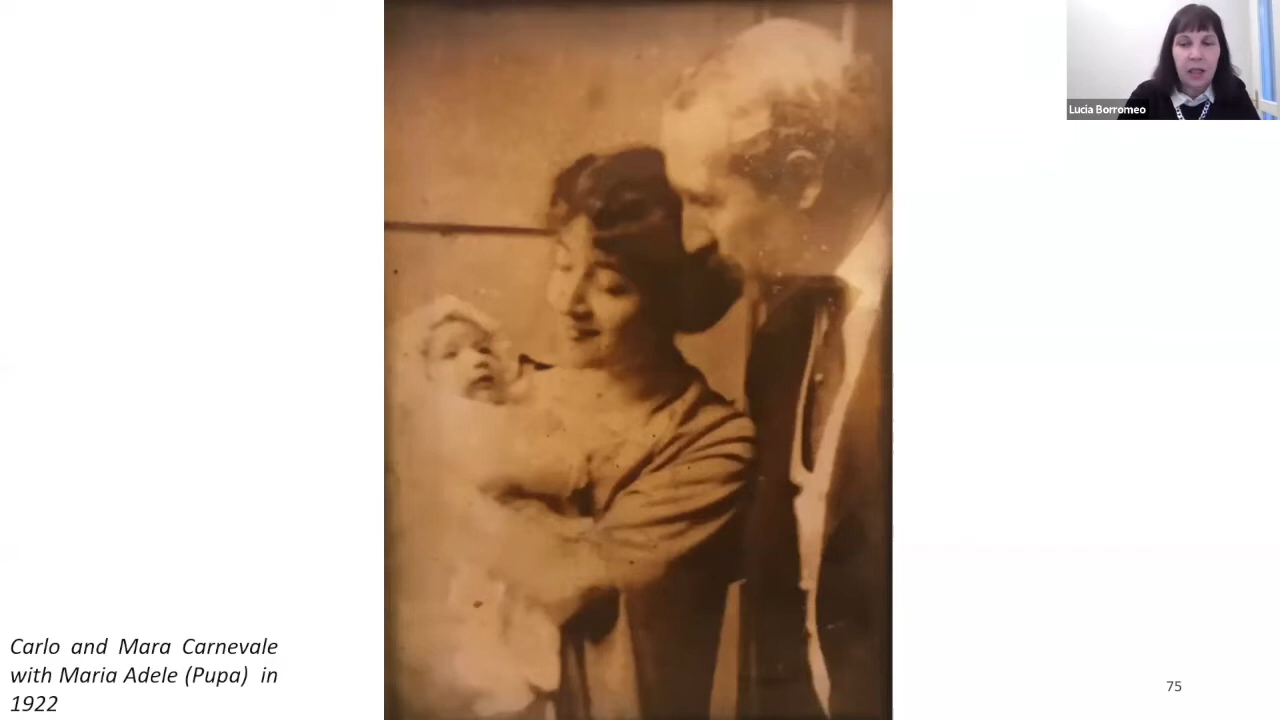 Lucia Borromeo
Carlo and Mara Carnevale
with Maria Adele (Pupa) in
1922
75